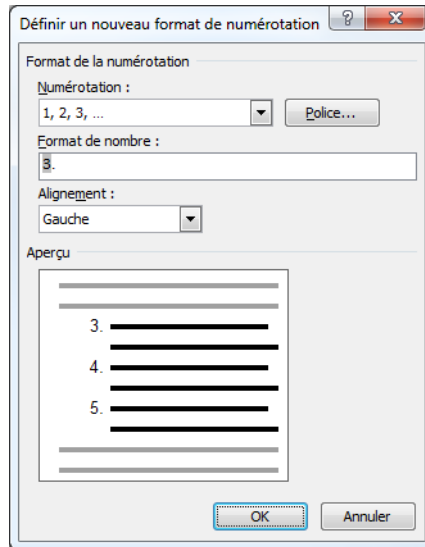 Définir un nouveau format de numérotation
Format de la numérotation
Numérotation :
1, 2, 3, ...
Police...
Format de nombre :
3.
Alignement :
Gauche
Aperçu
3.
4.
5.
OK Annuler